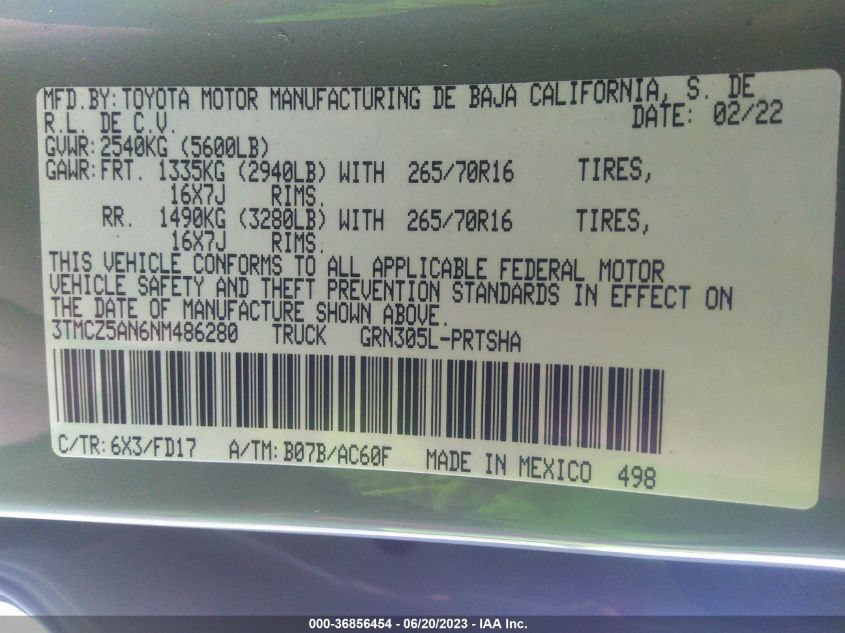 MFD.BY: TOYOTA MOTOR MANUFACTURING DE BAJA CALIFORNIA, S. DE
R.L. DE C.V. DATE: 02/22
GVWR: 2540KG (5600LB)
GAWR: FRT. 1335KG (2940LB) WITH 265/70R16 TIRES,
16X7J RIMS.
RR. 1490KG (3280LB) WITH 265/70R16 TIRES,
16X7J RIMS.
THIS VEHICLE CONFORMS TO ALL APPLICABLE FEDERAL MOTOR
VEHICLE SAFETY AND THEFT PREVENTION STANDARDS IN EFFECT ON
THE DATE OF MANUFACTURE SHOWN ABOVE.
3TMCZ5AN6NM486280 TRUCK GRN305L-PRTSHA
C/TR: 6X3/FD17 A/TM: B07B/AC60F MADE IN MEXICO 498
000-36856454 - 06/20/2023 - IAA Inc.